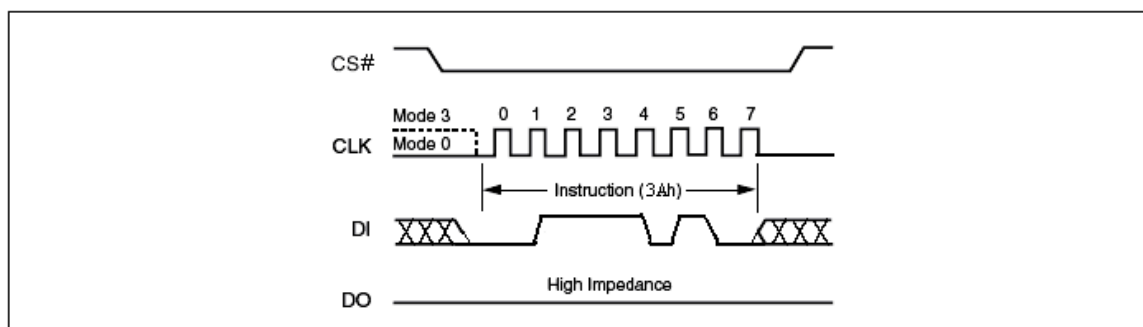 CS#
Mode 3
0 1 2 3 4 5 6 7
CLK
Mode 0
Instruction (3Ah)
DI
High Impedance
DO